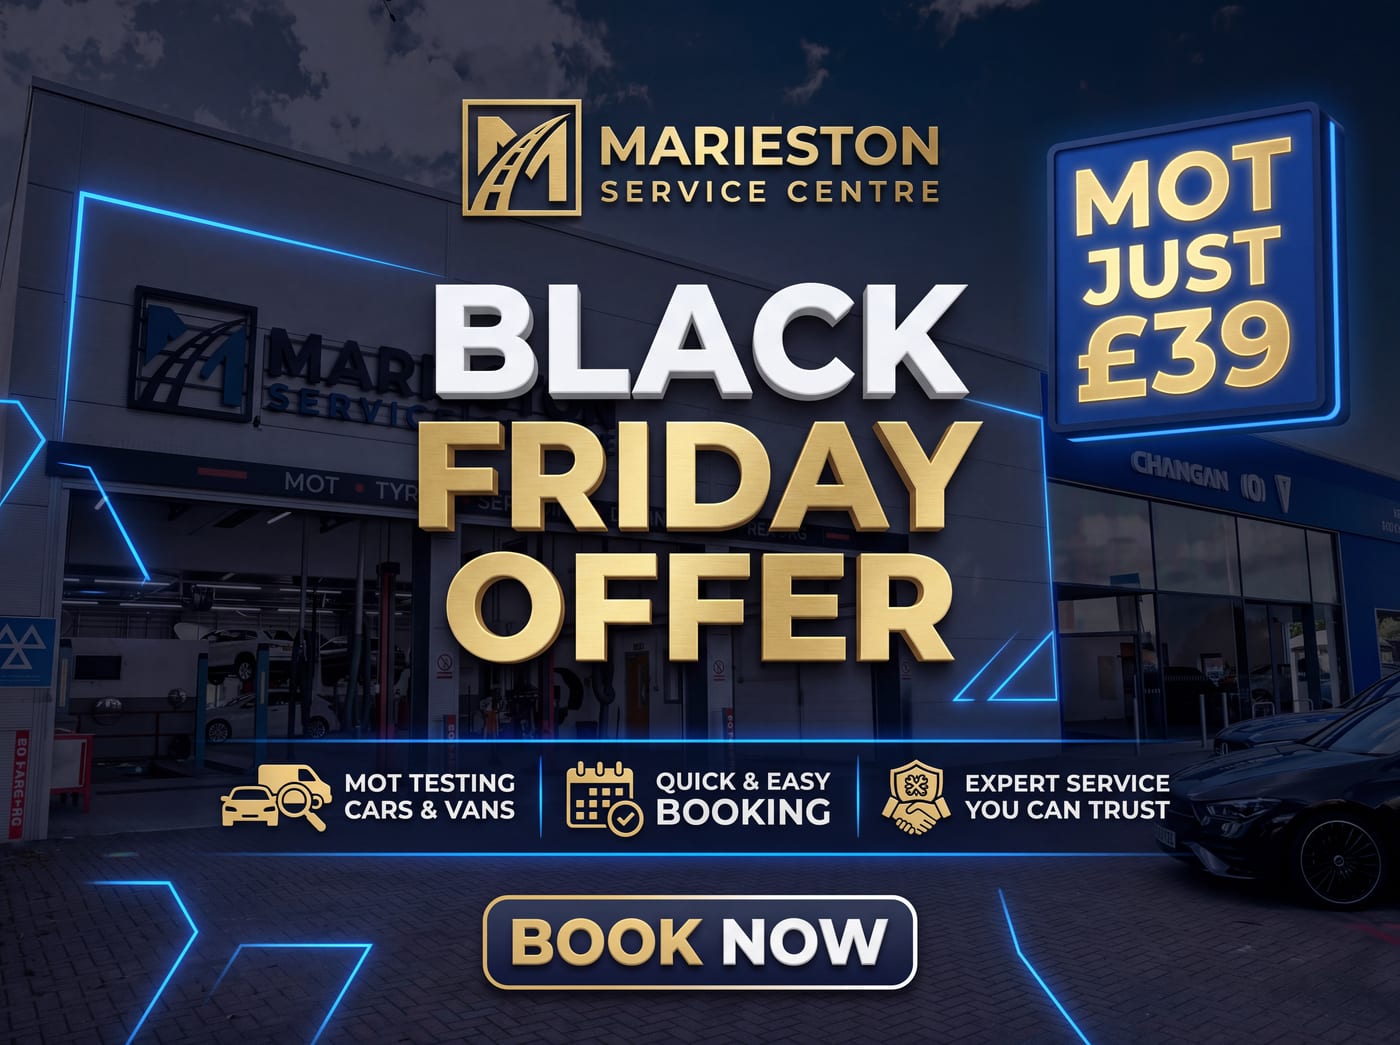 MARIESTON
SERVICE CENTRE
MOT
JUST
£39
BLACK
FRIDAY
OFFER
CHANGAN
MOT
MOT TESTING
CARS & VANS
QUICK & EASY
BOOKING
EXPERT SERVICE
YOU CAN TRUST
BOOK NOW